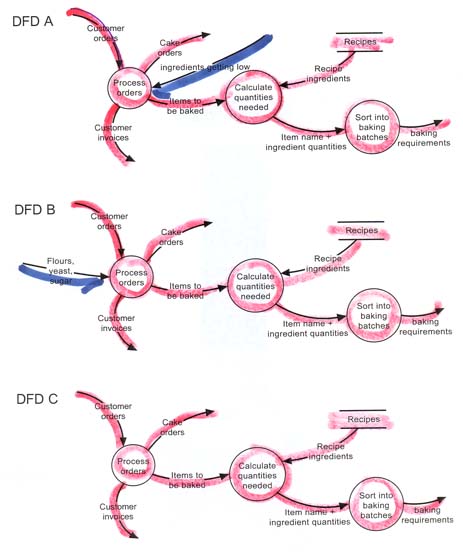 DFD A
Customer
orders
Cake
orders
ingredients getting low
Recipes
Process
orders
Recipe
ingredients
Calculate
quantities
needed
Items to
be baked
Customer
invoices
Item name +
ingredient quantities
Sort into
baking
batches
baking
requirements
DFD B
Customer
orders
Cake
orders
Recipes
Flours,
yeast,
sugar
Process
orders
Recipe
ingredients
Calculate
quantities
needed
Items to
be baked
Customer
invoices
Item name +
ingredient quantities
Sort into
baking
batches
baking
requirements
DFD C
Customer
orders
Cake
orders
Recipes
Process
orders
Recipe
ingredients
Calculate
quantities
needed
Items to
be baked
Customer
invoices
Item name +
ingredient quantities
Sort into
baking
batches
baking
requirements